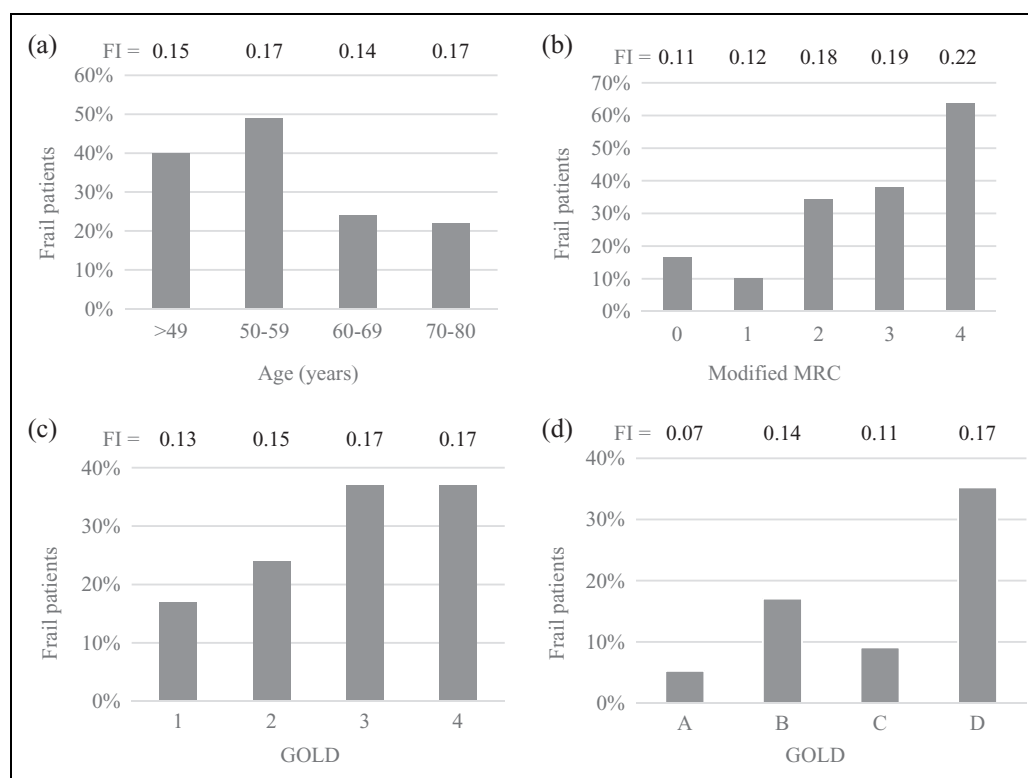 (a)
FI = 0.15 0.17 0.14 0.17
60%
50%
40%
30%
20%
10%
0%
Frail patients
>49 50-59 60-69 70-80
Age (years)
(b)
FI = 0.11 0.12 0.18 0.19 0.22
70%
60%
50%
40%
30%
20%
10%
0%
Frail patients
0 1 2 3 4
Modified MRC
(c)
FI = 0.13 0.15 0.17 0.17
40%
30%
20%
10%
0%
Frail patients
1 2 3 4
GOLD
(d)
FI = 0.07 0.14 0.11 0.17
40%
30%
20%
10%
0%
Frail patients
A B C D
GOLD